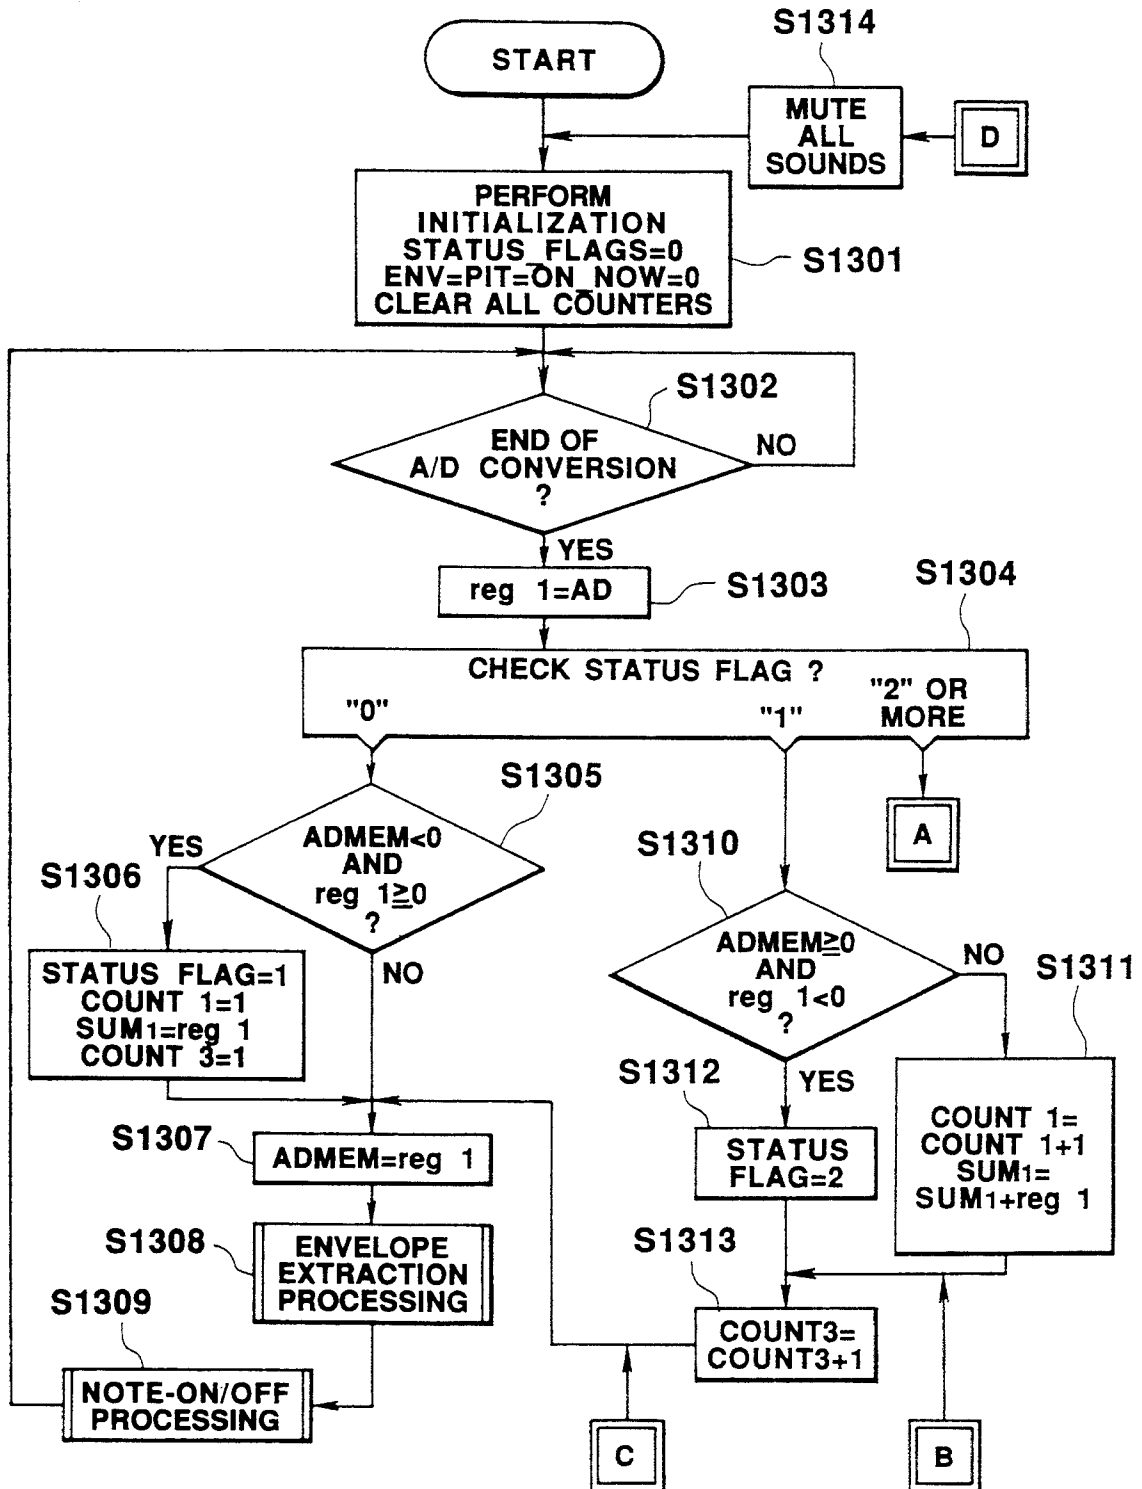 S1314
START
MUTE
ALL
SOUNDS
D
PERFORM
INITIALIZATION
STATUS_FLAGS=0
ENV=PIT=ON_NOW=0
CLEAR ALL COUNTERS
S1301
S1302
END OF
A/D CONVERSION
?
NO
YES
reg 1=AD
S1303
S1304
CHECK STATUS FLAG ?
"0"
"1"
"2" OR
MORE
S1305
A
YES
ADMEM<0
AND
reg 1≧0
?
S1310
S1306
NO
STATUS FLAG=1
COUNT 1=1
SUM1=reg 1
COUNT 3=1
ADMEM≧0
AND
reg 1<0
?
NO
S1311
S1312
YES
S1307
ADMEM=reg 1
STATUS
FLAG=2
COUNT 1=
COUNT 1+1
SUM1=
SUM1+reg 1
S1308
ENVELOPE
EXTRACTION
PROCESSING
S1313
S1309
COUNT3=
COUNT3+1
NOTE-ON/OFF
PROCESSING
C
B